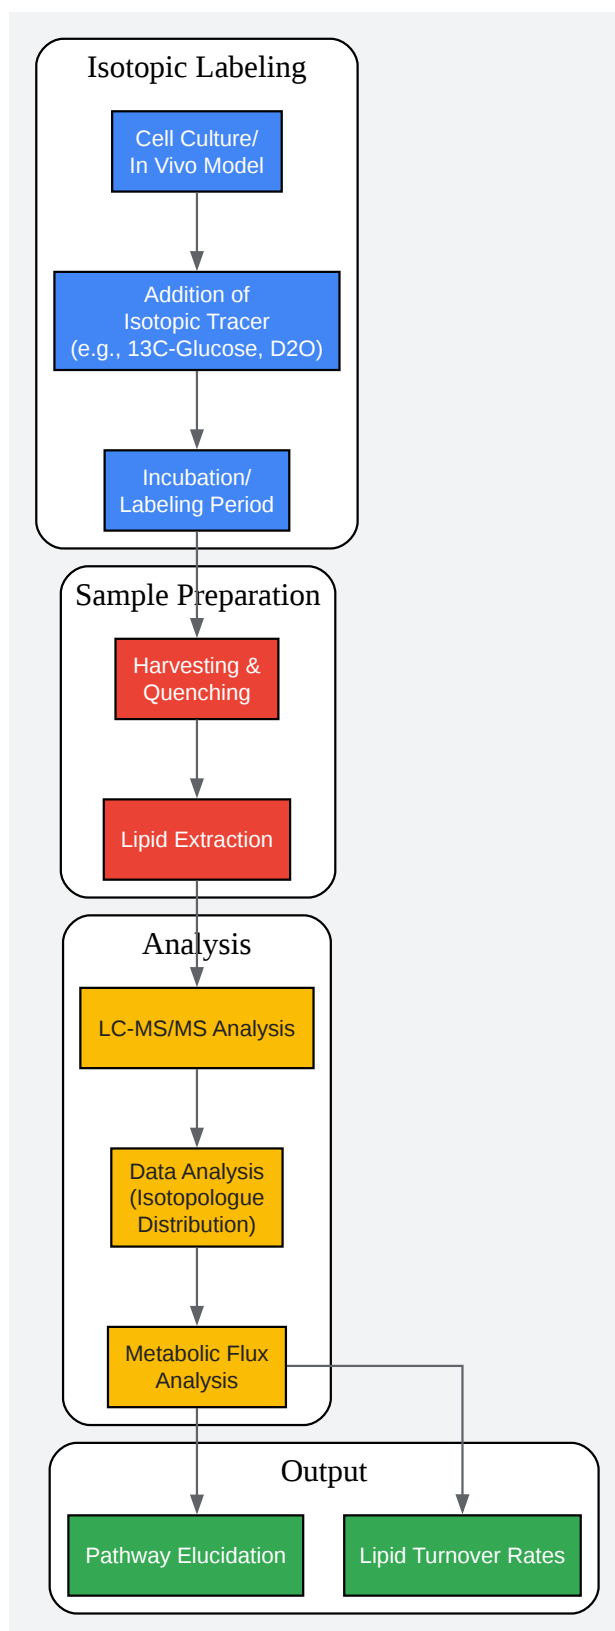 Isotopic Labeling
Cell Culture/
In Vivo Model
Addition of
Isotopic Tracer
(e.g., 13C-Glucose, D2O)
Incubation/
Labeling Period
Sample Preparation
Harvesting &
Quenching
Lipid Extraction
Analysis
LC-MS/MS Analysis
Data Analysis
(Isotopologue
Distribution)
Metabolic Flux
Analysis
Output
Pathway Elucidation
Lipid Turnover Rates